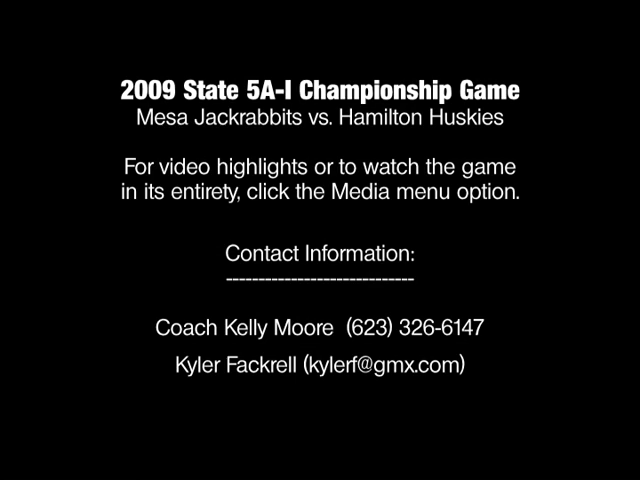 2009 State 5A-I Championship Game
Mesa Jackrabbits vs. Hamilton Huskies
For video highlights or to watch the game
in its entirety, click the Media menu option.
Contact Information:
-----------------------------
Coach Kelly Moore (623) 326-6147
Kyler Fackrell (kylerf@gmx.com)